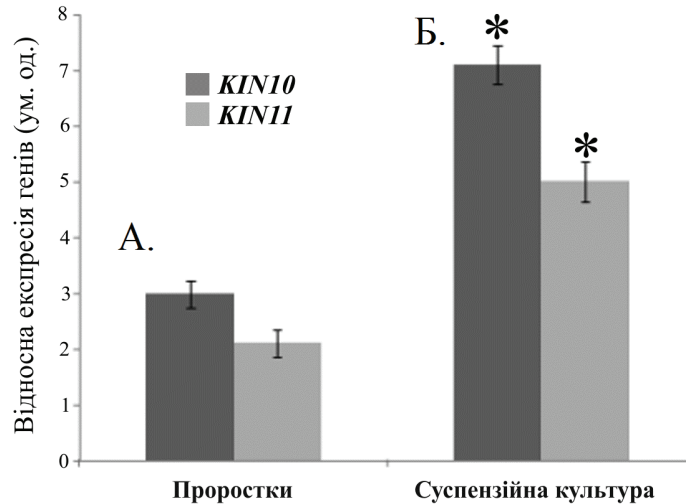 Відносна експресія генів (ум. од.)
8
7
6
5
4
3
2
1
0
KIN10
KIN11
А.
Б.
*
*
Проростки
Суспензійна культура